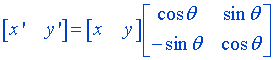 [x' y'] = [x y] [cos θ sin θ
−sin θ cos θ]